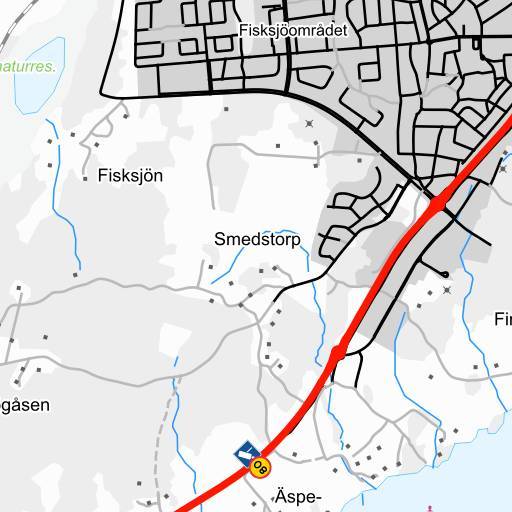 Fisksjöområdet
naturres.
Fisksjön
Smedstorp
Fin
gåsen
80
Äspe-